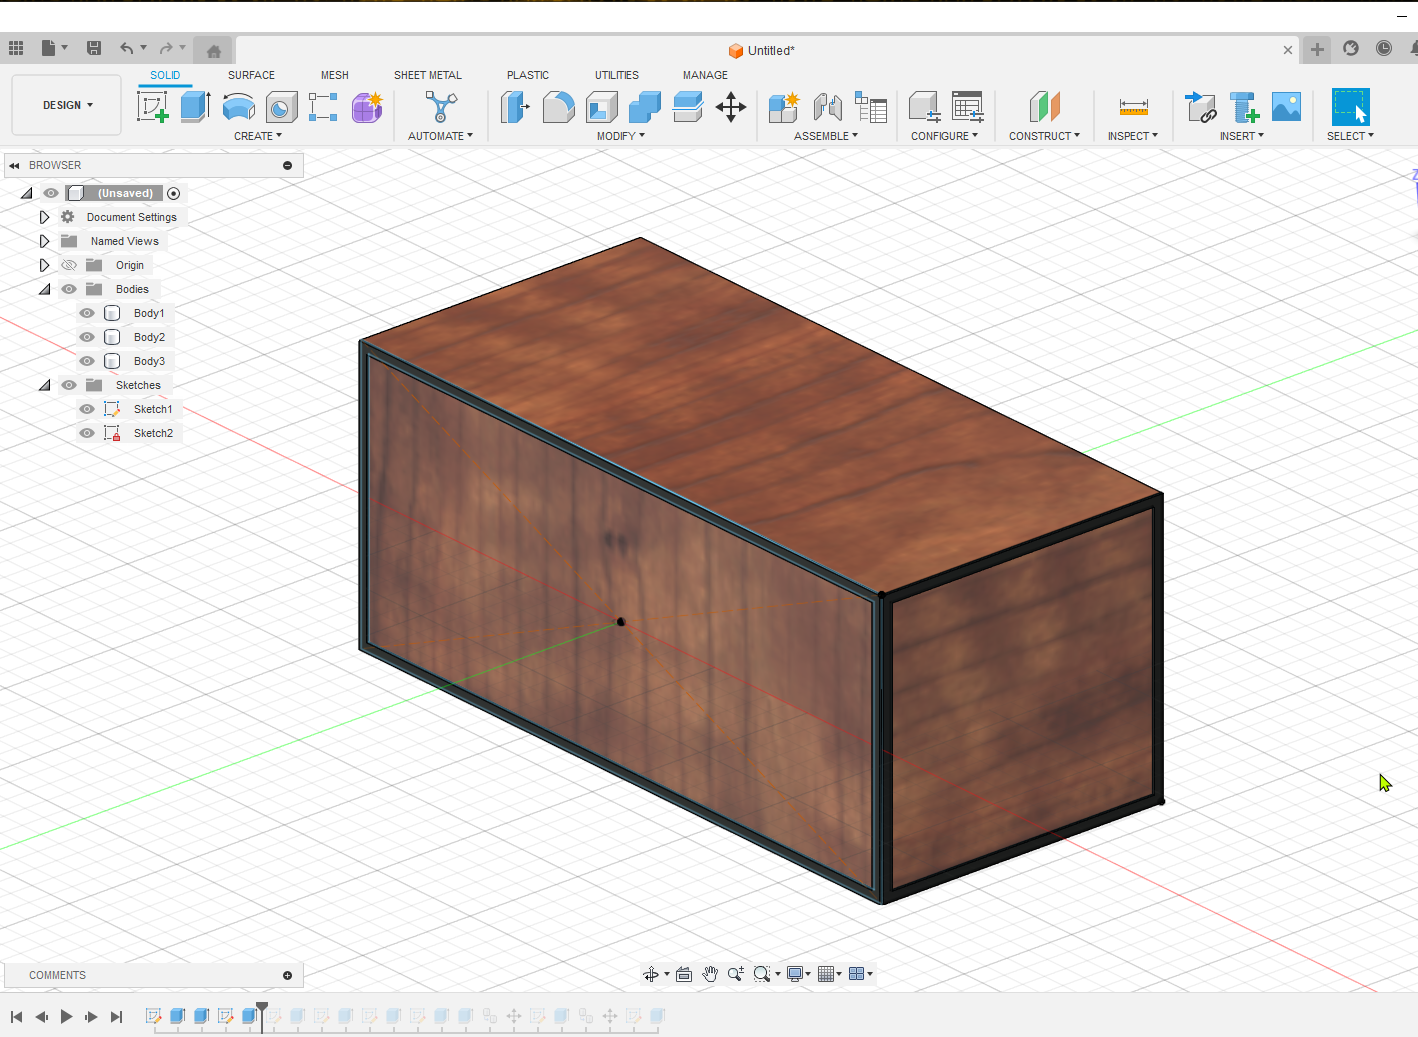 Untitled*
SOLID SURFACE MESH SHEET METAL PLASTIC UTILITIES MANAGE
DESIGN
CREATE AUTOMATE MODIFY ASSEMBLE CONFIGURE CONSTRUCT INSPECT INSERT SELECT
BROWSER
(Unsaved)
Document Settings
Named Views
Origin
Bodies
Body1
Body2
Body3
Sketches
Sketch1
Sketch2
Z
COMMENTS